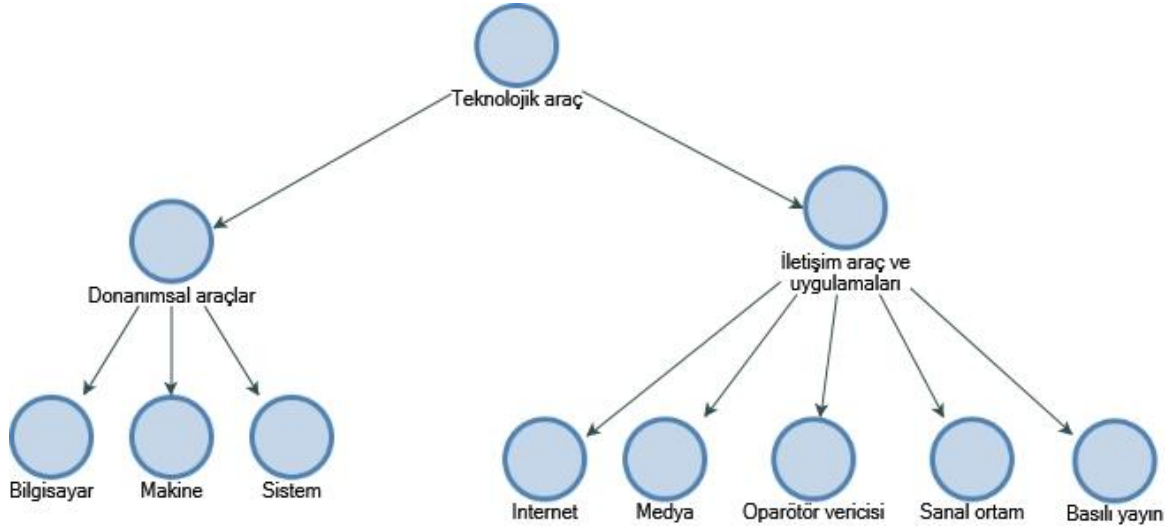 Teknolojik araç
Donanımsal araçlar
İletişim araç ve
uygulamaları
Bilgisayar
Makine
Sistem
Internet
Medya
Oparötör vericisi
Sanal ortam
Basılı yayın